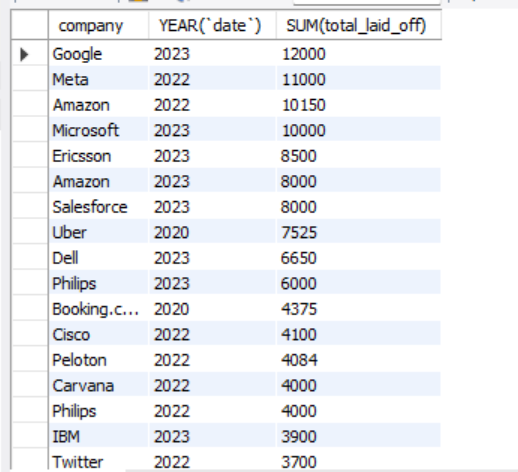 company YEAR(`date`) SUM(total_laid_off)
Google 2023 12000
Meta 2022 11000
Amazon 2022 10150
Microsoft 2023 10000
Ericsson 2023 8500
Amazon 2023 8000
Salesforce 2023 8000
Uber 2020 7525
Dell 2023 6650
Philips 2023 6000
Booking.c... 2020 4375
Cisco 2022 4100
Peloton 2022 4084
Carvana 2022 4000
Philips 2022 4000
IBM 2023 3900
Twitter 2022 3700